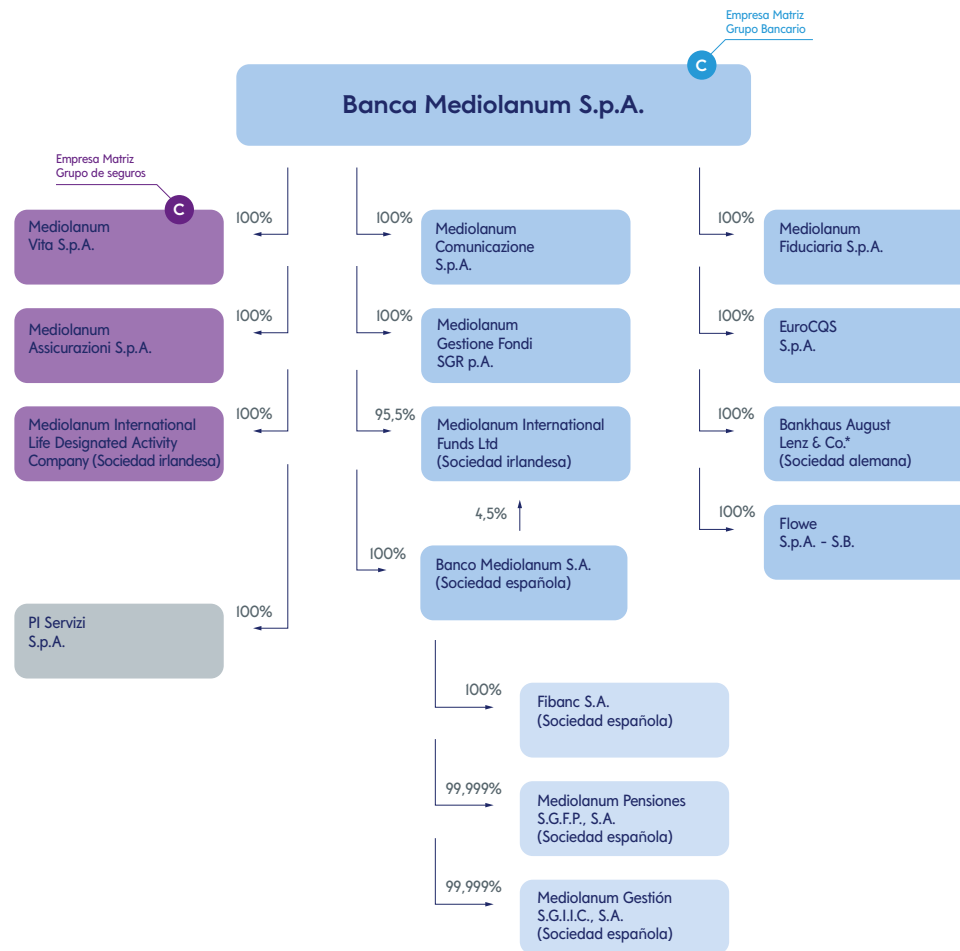 Empresa Matriz
Grupo Bancario
C
Banca Mediolanum S.p.A.
Empresa Matriz
Grupo de seguros
C
100%
Mediolanum
Vita S.p.A.
100%
Mediolanum
Comunicazione
S.p.A.
100%
Mediolanum
Fiduciaria S.p.A.
100%
Mediolanum
Assicurazioni S.p.A.
100%
Mediolanum
Gestione Fondi
SGR p.A.
100%
EuroCQS
S.p.A.
100%
Mediolanum International
Life Designated Activity
Company (Sociedad irlandesa)
95,5%
Mediolanum International
Funds Ltd
(Sociedad irlandesa)
100%
Bankhaus August
Lenz & Co.*
(Sociedad alemana)
4,5%
100%
Flowe
S.p.A. - S.B.
100%
Banco Mediolanum S.A.
(Sociedad española)
100%
PI Servizi
S.p.A.
100%
Fibanc S.A.
(Sociedad española)
99,999%
Mediolanum Pensiones
S.G.F.P., S.A.
(Sociedad española)
99,999%
Mediolanum Gestión
S.G.I.I.C., S.A.
(Sociedad española)